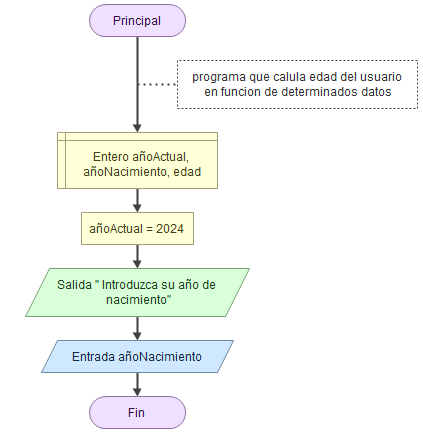 Principal
programa que calula edad del usuario
en funcion de determinados datos
Entero añoActual,
añoNacimiento, edad
añoActual = 2024
Salida " Introduzca su año de
nacimiento"
Entrada añoNacimiento
Fin